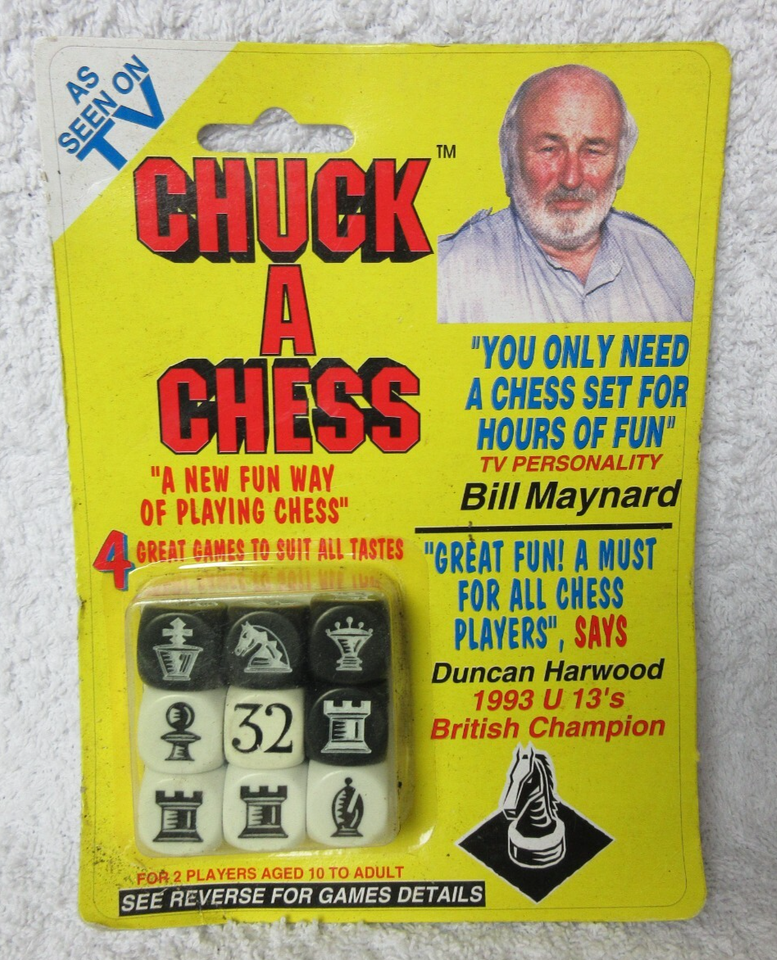 AS
SEEN ON
TV
CHUCK™
A
CHESS
"A NEW FUN WAY
OF PLAYING CHESS"
4 GREAT GAMES TO SUIT ALL TASTES
"YOU ONLY NEED
A CHESS SET FOR
HOURS OF FUN"
TV PERSONALITY
Bill Maynard
"GREAT FUN! A MUST
FOR ALL CHESS
PLAYERS", SAYS
Duncan Harwood
1993 U 13's
British Champion
32
FOR 2 PLAYERS AGED 10 TO ADULT
SEE REVERSE FOR GAMES DETAILS